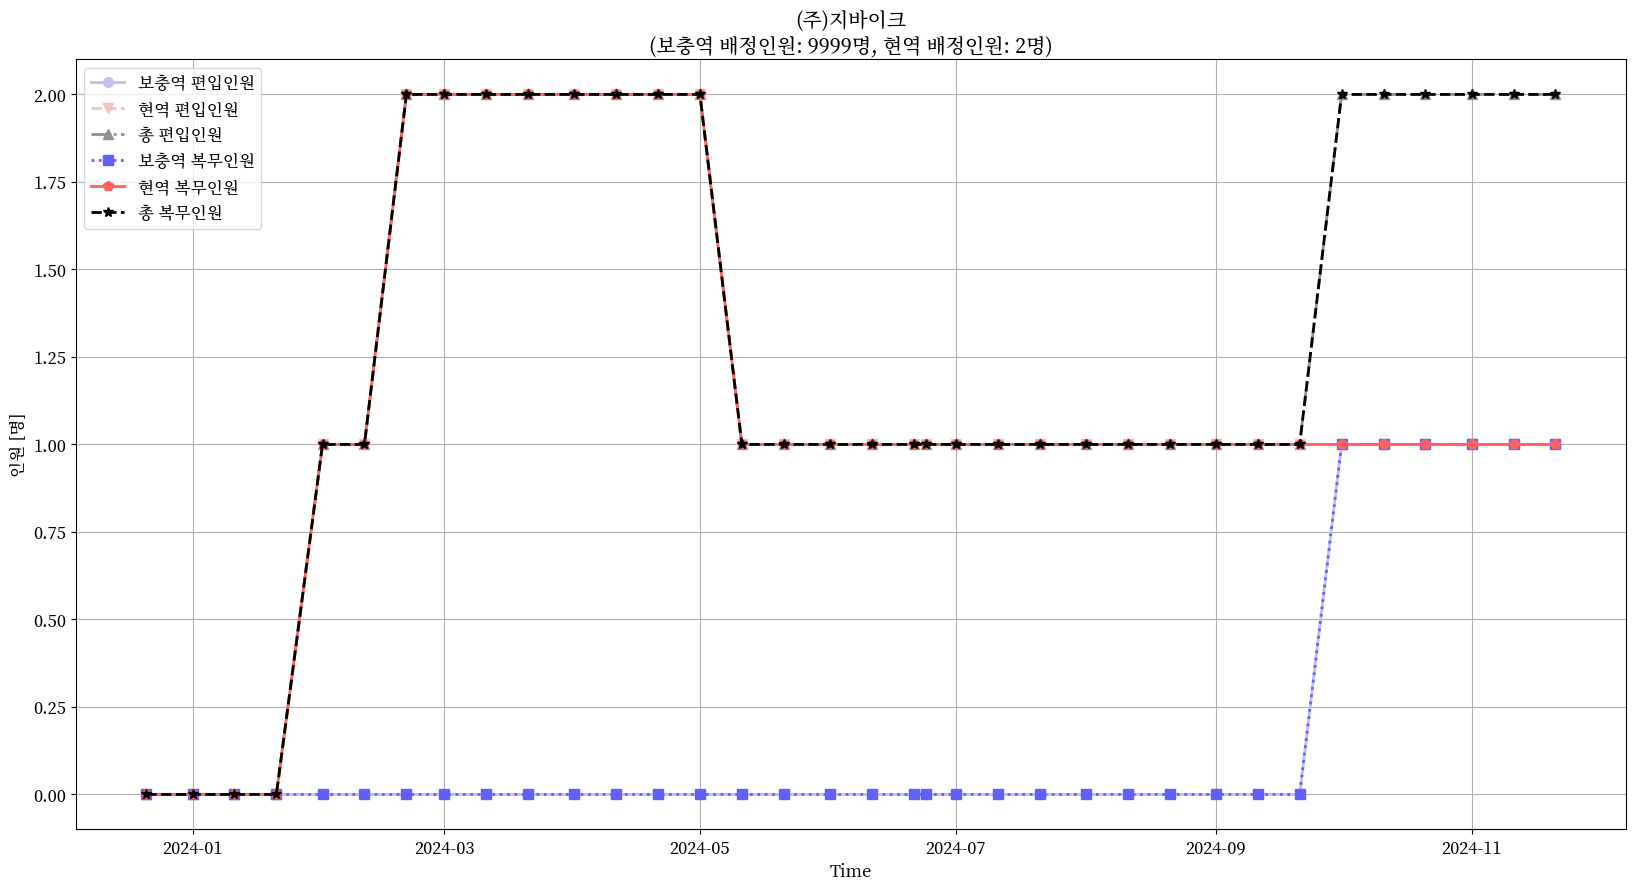 (주)지바이크
(보충역 배정인원: 9999명, 현역 배정인원: 2명)
보충역 편입인원
현역 편입인원
총 편입인원
보충역 복무인원
현역 복무인원
총 복무인원
인원 [명]
2.00
1.75
1.50
1.25
1.00
0.75
0.50
0.25
0.00
2024-01
2024-03
2024-05
2024-07
2024-09
2024-11
Time